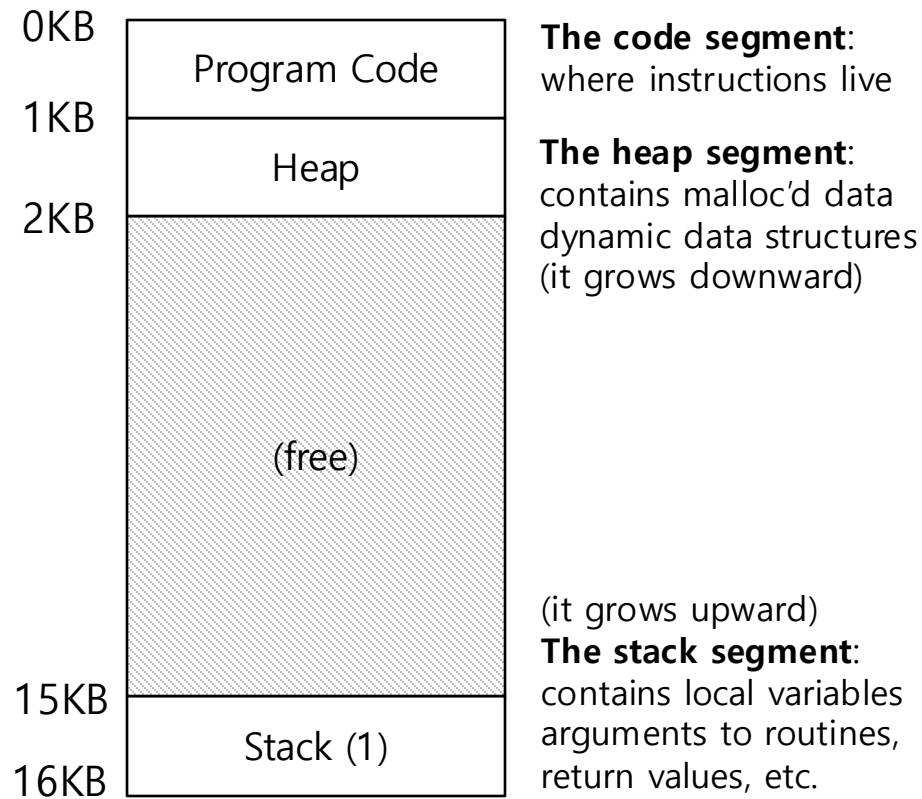 0KB
Program Code
1KB
Heap
2KB
(free)
15KB
Stack (1)
16KB
The code segment:
where instructions live
The heap segment:
contains malloc’d data
dynamic data structures
(it grows downward)
(it grows upward)
The stack segment:
contains local variables
arguments to routines,
return values, etc.